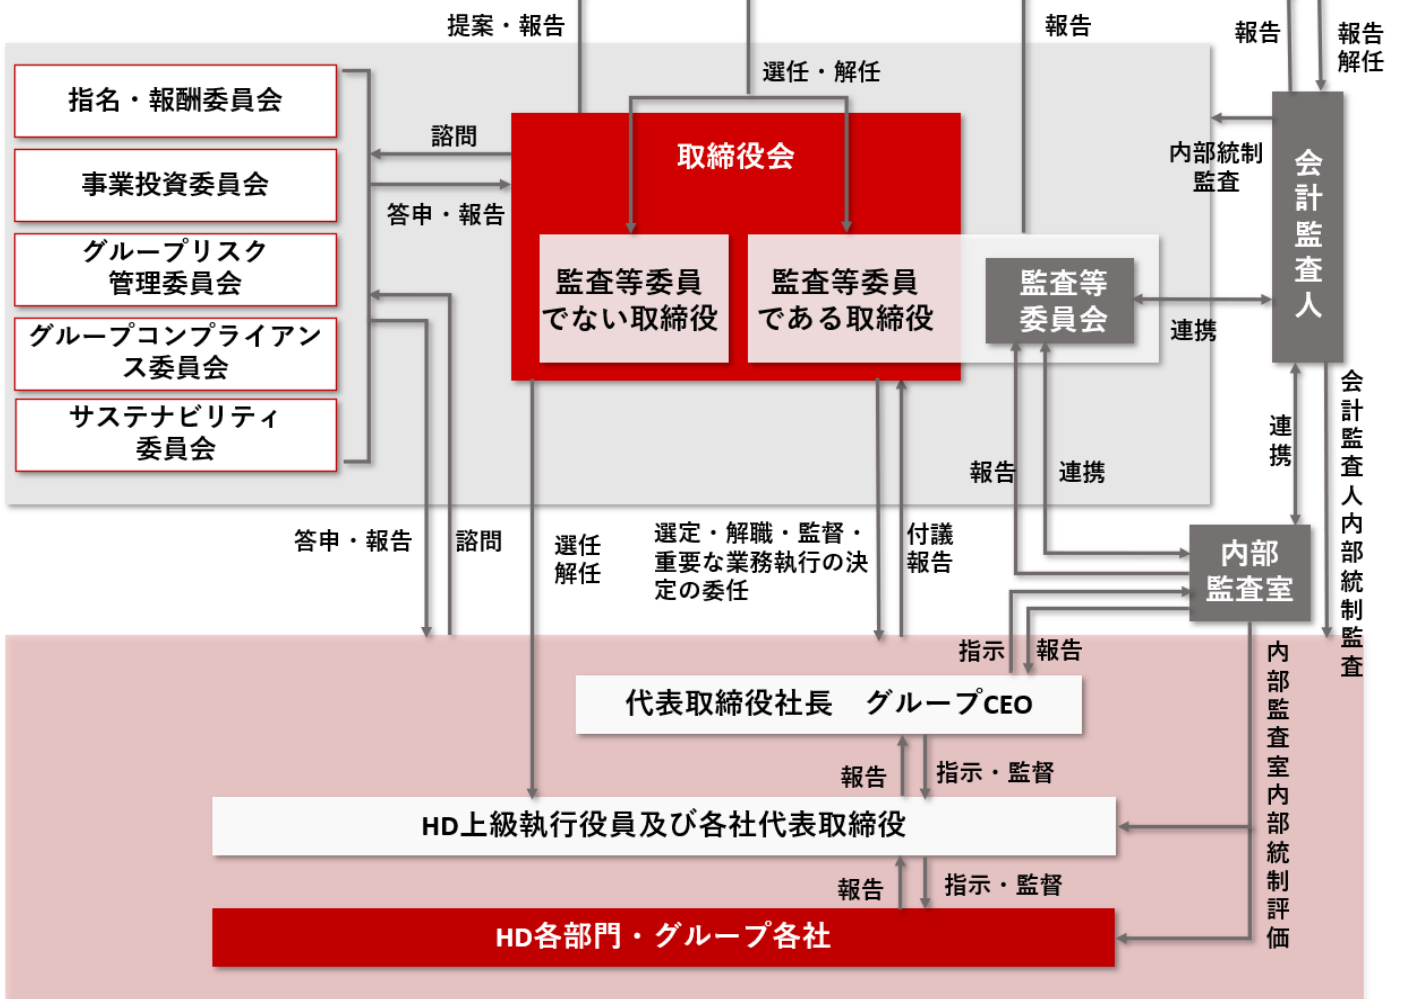 提案・報告
報告
報告
報告
解任
選任・解任
指名・報酬委員会
事業投資委員会
グループリスク
管理委員会
グループコンプライアン
ス委員会
サステナビリティ
委員会
諮問
答申・報告
取締役会
監査等委員
でない取締役
監査等委員
である取締役
監査等
委員会
内部統制
監査
会計監査人
連携
報告
連携
連携
会計監査人内部統制監査
答申・報告
諮問
選任
解任
選定・解職・監督・
重要な業務執行の決
定の委任
付議
報告
内部
監査室
指示
報告
内部監査室内部統制評価
代表取締役社長　グループCEO
報告
指示・監督
HD上級執行役員及び各社代表取締役
報告
指示・監督
HD各部門・グループ各社